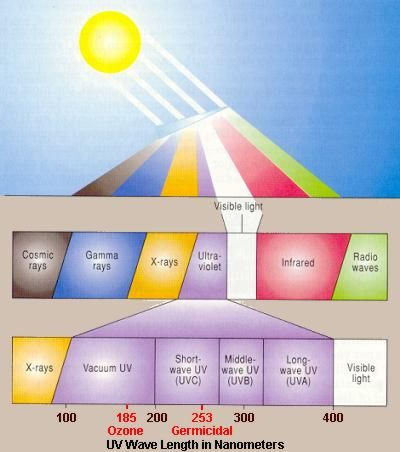 Visible light
Cosmic
rays
Gamma
rays
X-rays
Ultra-
violet
Infrared
Radio
waves
X-rays
Vacuum UV
Short-
wave UV
(UVC)
Middle-
wave UV
(UVB)
Long-
wave UV
(UVA)
Visible
light
100 185 200 253 300 400
Ozone Germicidal
UV Wave Length in Nanometers